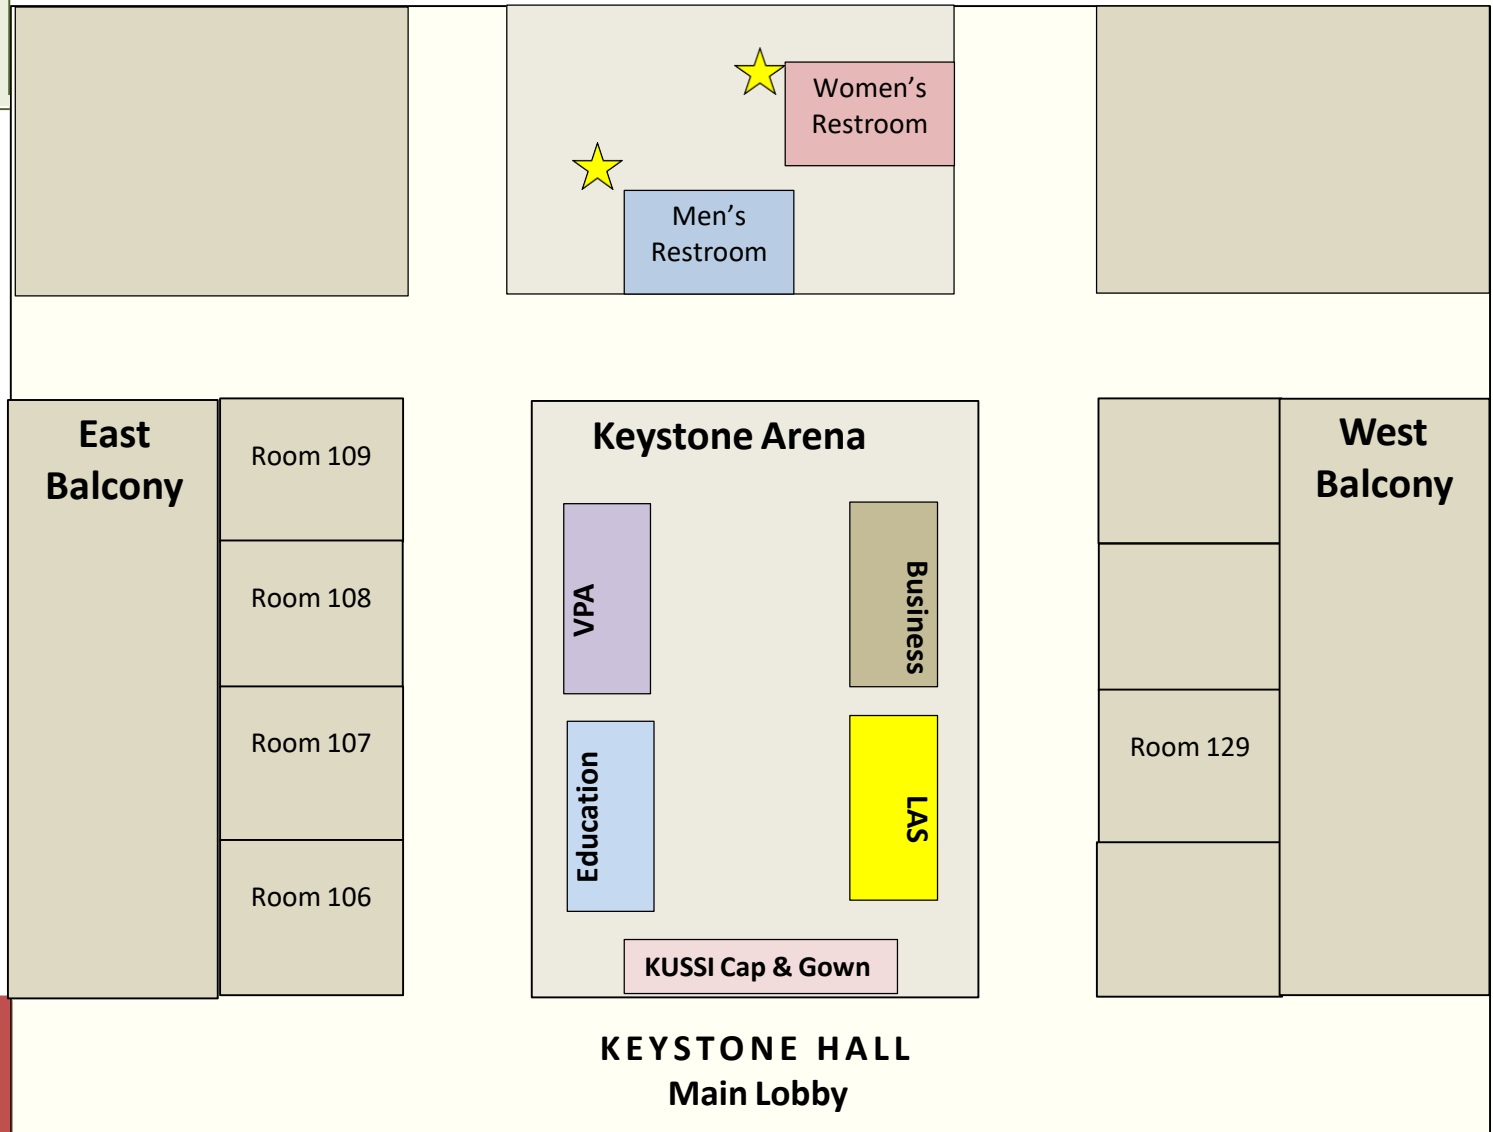 Women's
Restroom
Men's
Restroom
East
Balcony
Room 109
Room 108
Room 107
Room 106
Keystone Arena
VPA
Business
Education
LAS
KUSSI Cap & Gown
West
Balcony
Room 129
KEYSTONE HALL
Main Lobby